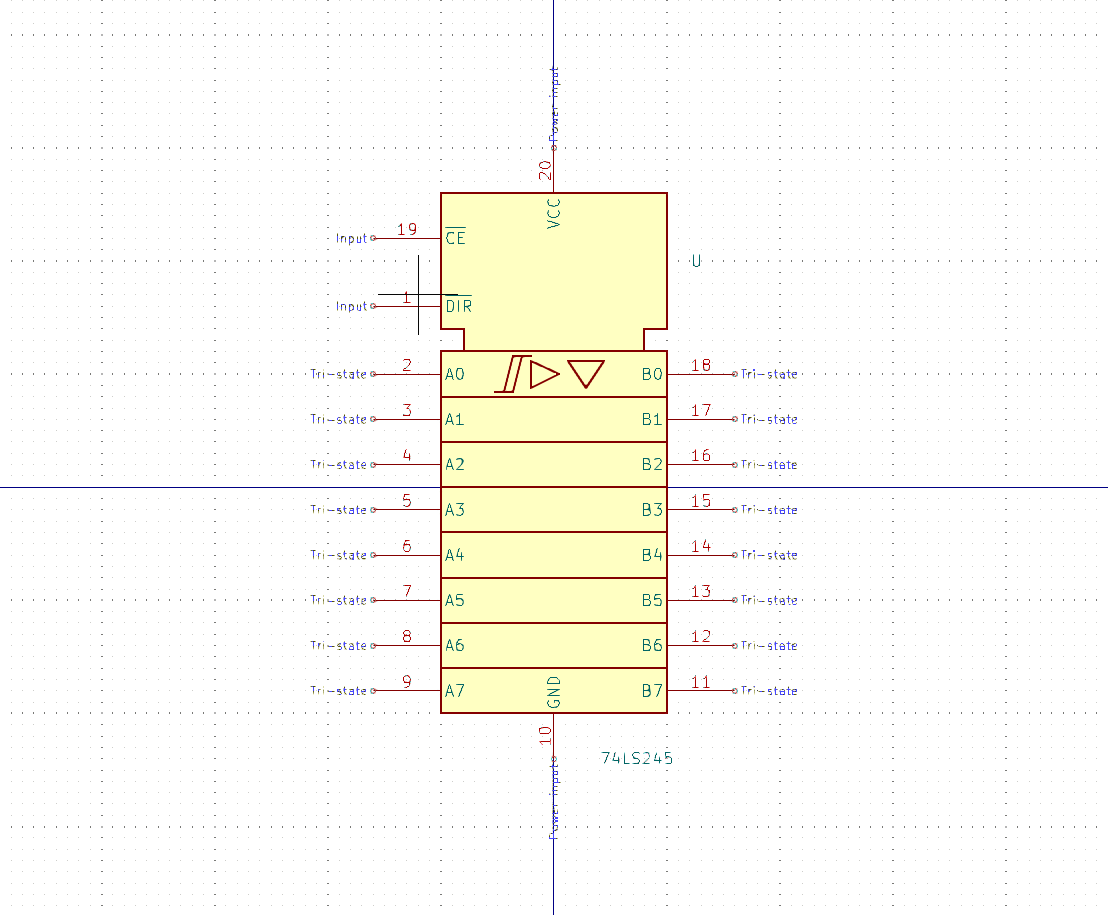 Power input
20
VCC
Input 19 CE
U
Input 1 DIR
Tri-state 2 A0 B0 18 Tri-state
Tri-state 3 A1 B1 17 Tri-state
Tri-state 4 A2 B2 16 Tri-state
Tri-state 5 A3 B3 15 Tri-state
Tri-state 6 A4 B4 14 Tri-state
Tri-state 7 A5 B5 13 Tri-state
Tri-state 8 A6 B6 12 Tri-state
Tri-state 9 A7 GND B7 11 Tri-state
10
74LS245
Power input